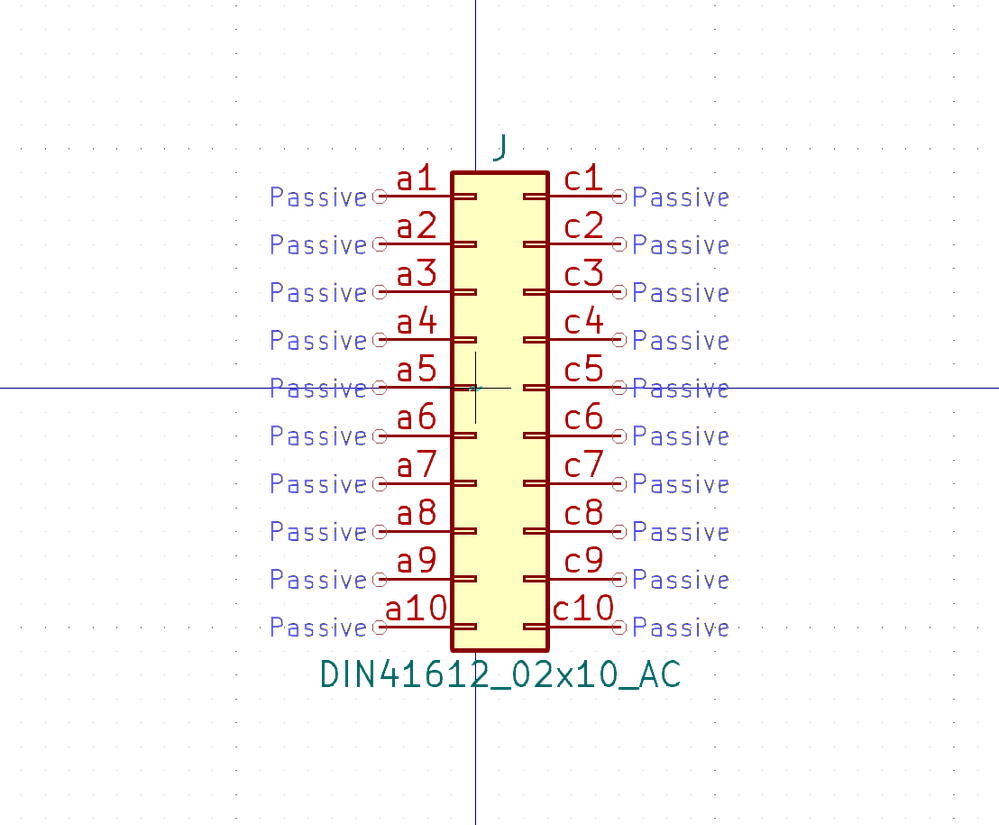 J
Passive a1 c1 Passive
Passive a2 c2 Passive
Passive a3 c3 Passive
Passive a4 c4 Passive
Passive a5 c5 Passive
Passive a6 c6 Passive
Passive a7 c7 Passive
Passive a8 c8 Passive
Passive a9 c9 Passive
Passive a10 c10 Passive
DIN41612_02x10_AC